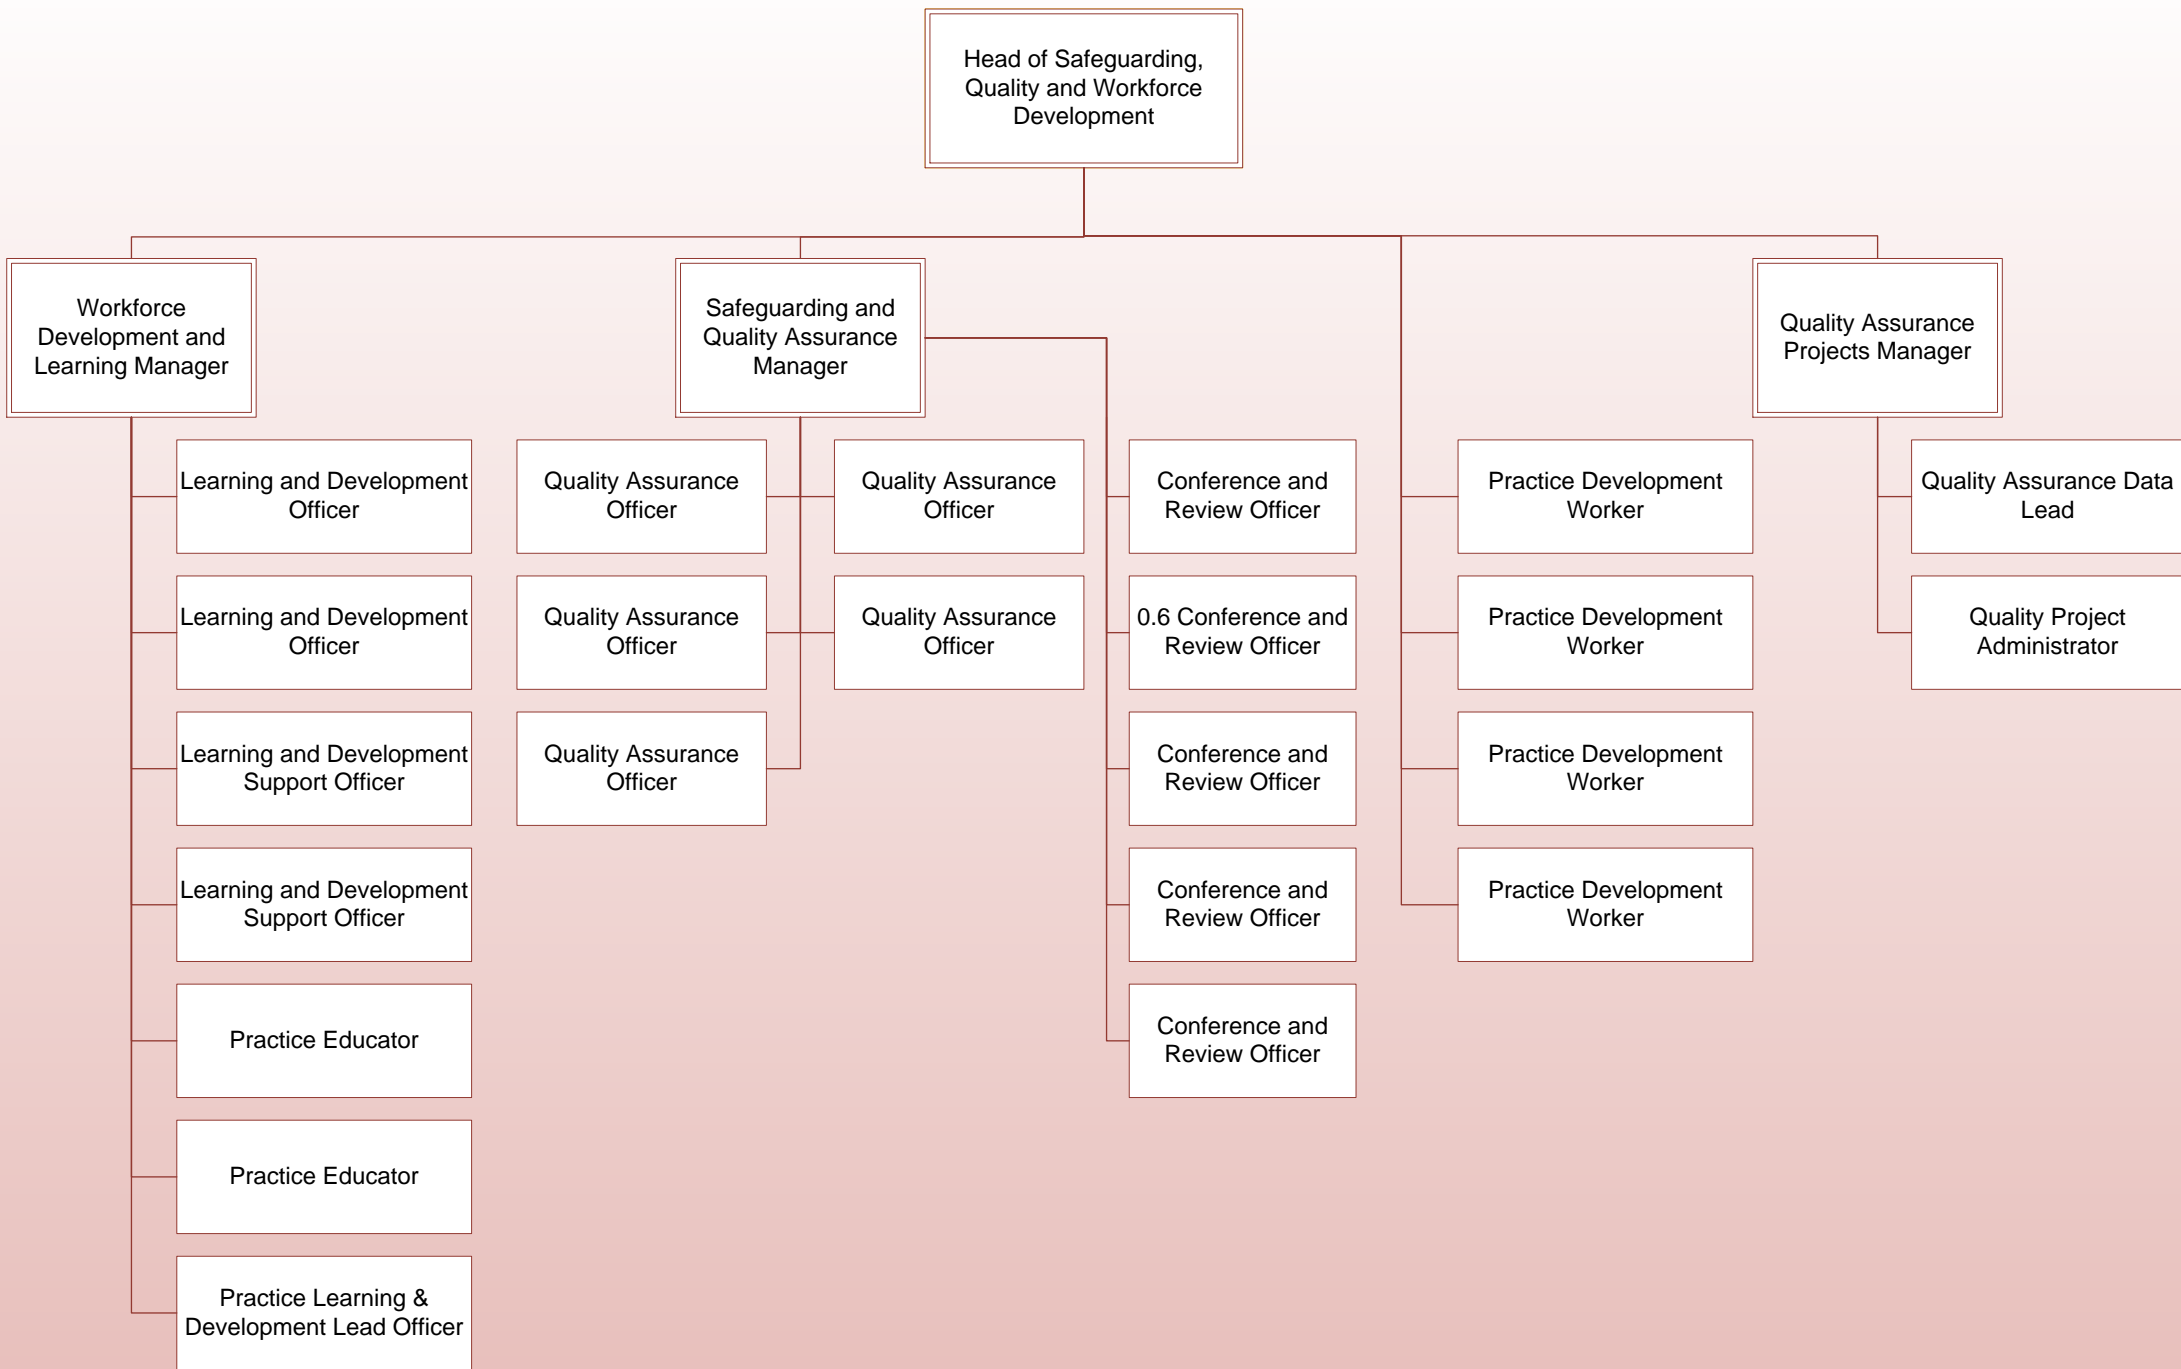 Head of Safeguarding,
Quality and Workforce
Development
Workforce
Development and
Learning Manager
Safeguarding and
Quality Assurance
Manager
Quality Assurance
Projects Manager
Learning and Development
Officer
Quality Assurance
Officer
Quality Assurance
Officer
Conference and
Review Officer
Practice Development
Worker
Quality Assurance Data
Lead
Learning and Development
Officer
Quality Assurance
Officer
Quality Assurance
Officer
0.6 Conference and
Review Officer
Practice Development
Worker
Quality Project
Administrator
Learning and Development
Support Officer
Quality Assurance
Officer
Conference and
Review Officer
Practice Development
Worker
Learning and Development
Support Officer
Conference and
Review Officer
Practice Development
Worker
Practice Educator
Conference and
Review Officer
Practice Educator
Practice Learning &
Development Lead Officer